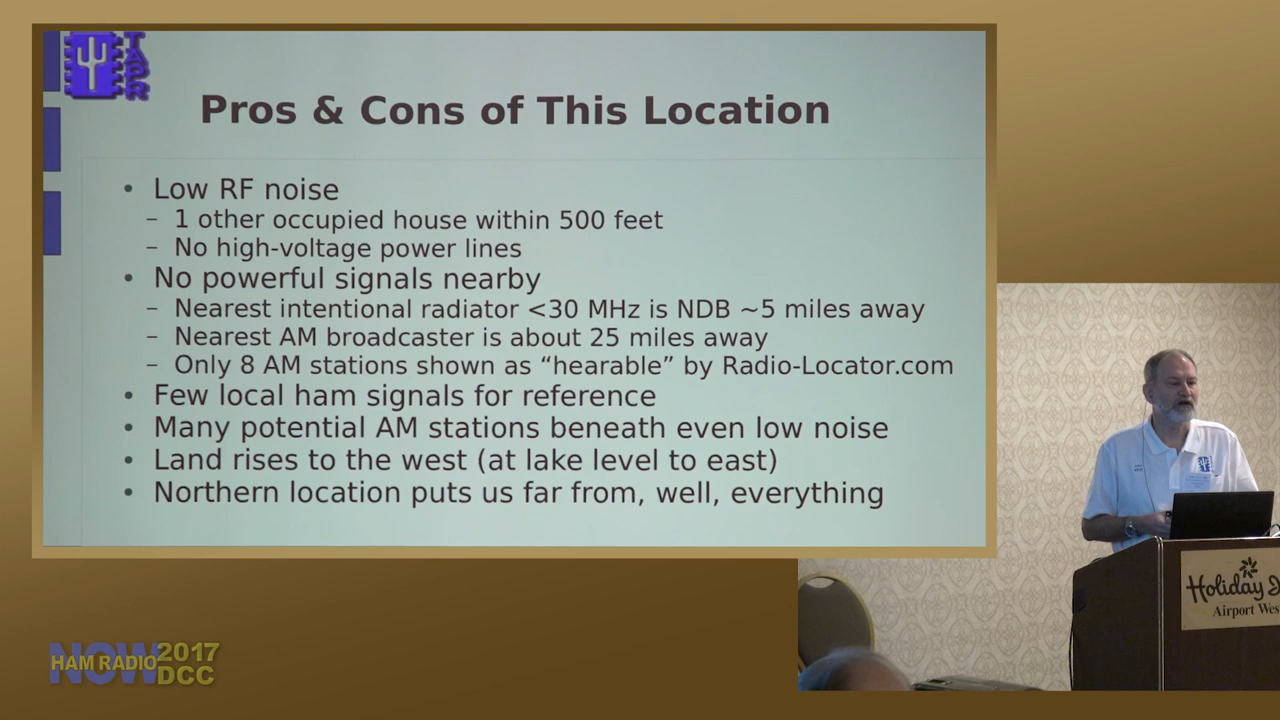 TAPR
Pros & Cons of This Location
• Low RF noise
– 1 other occupied house within 500 feet
– No high-voltage power lines
• No powerful signals nearby
– Nearest intentional radiator <30 MHz is NDB ~5 miles away
– Nearest AM broadcaster is about 25 miles away
– Only 8 AM stations shown as “hearable” by Radio-Locator.com
• Few local ham signals for reference
• Many potential AM stations beneath even low noise
• Land rises to the west (at lake level to east)
• Northern location puts us far from, well, everything
Holiday I
Airport Wes
NOW
HAM RADIO
2017
DCC